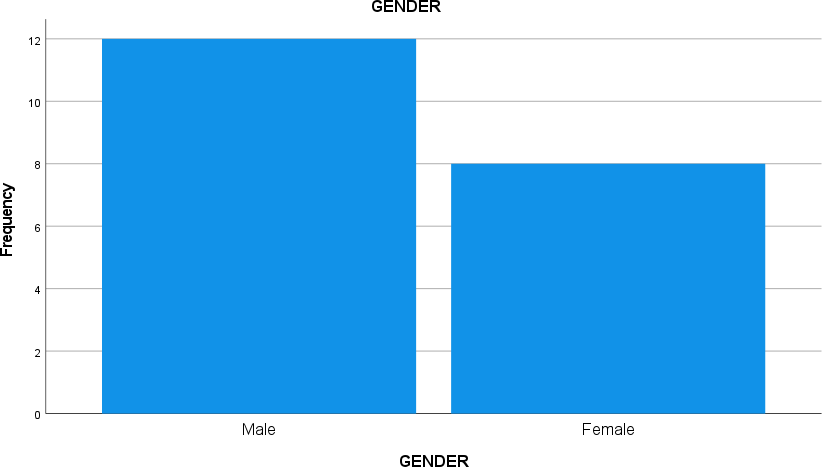 GENDER
12
10
8
6
4
2
0
Frequency
Male Female
GENDER